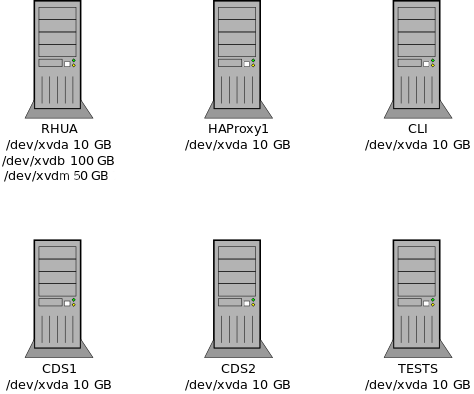 RHUA
/dev/xvda 10 GB
/dev/xvdb 100 GB
/dev/xvdm 50 GB
HAProxy1
/dev/xvda 10 GB
CLI
/dev/xvda 10 GB
CDS1
/dev/xvda 10 GB
CDS2
/dev/xvda 10 GB
TESTS
/dev/xvda 10 GB